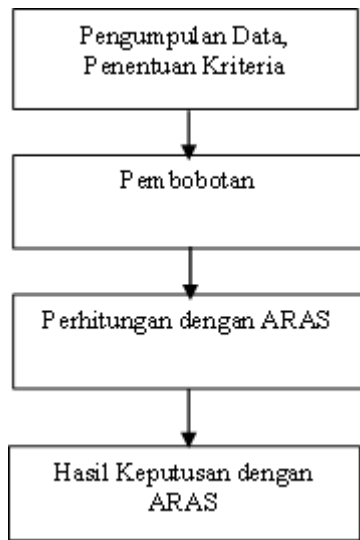 Pengumpulan Data,
Penentuan Kriteria
Pembobotan
Perhitungan dengan ARAS
Hasil Keputusan dengan
ARAS